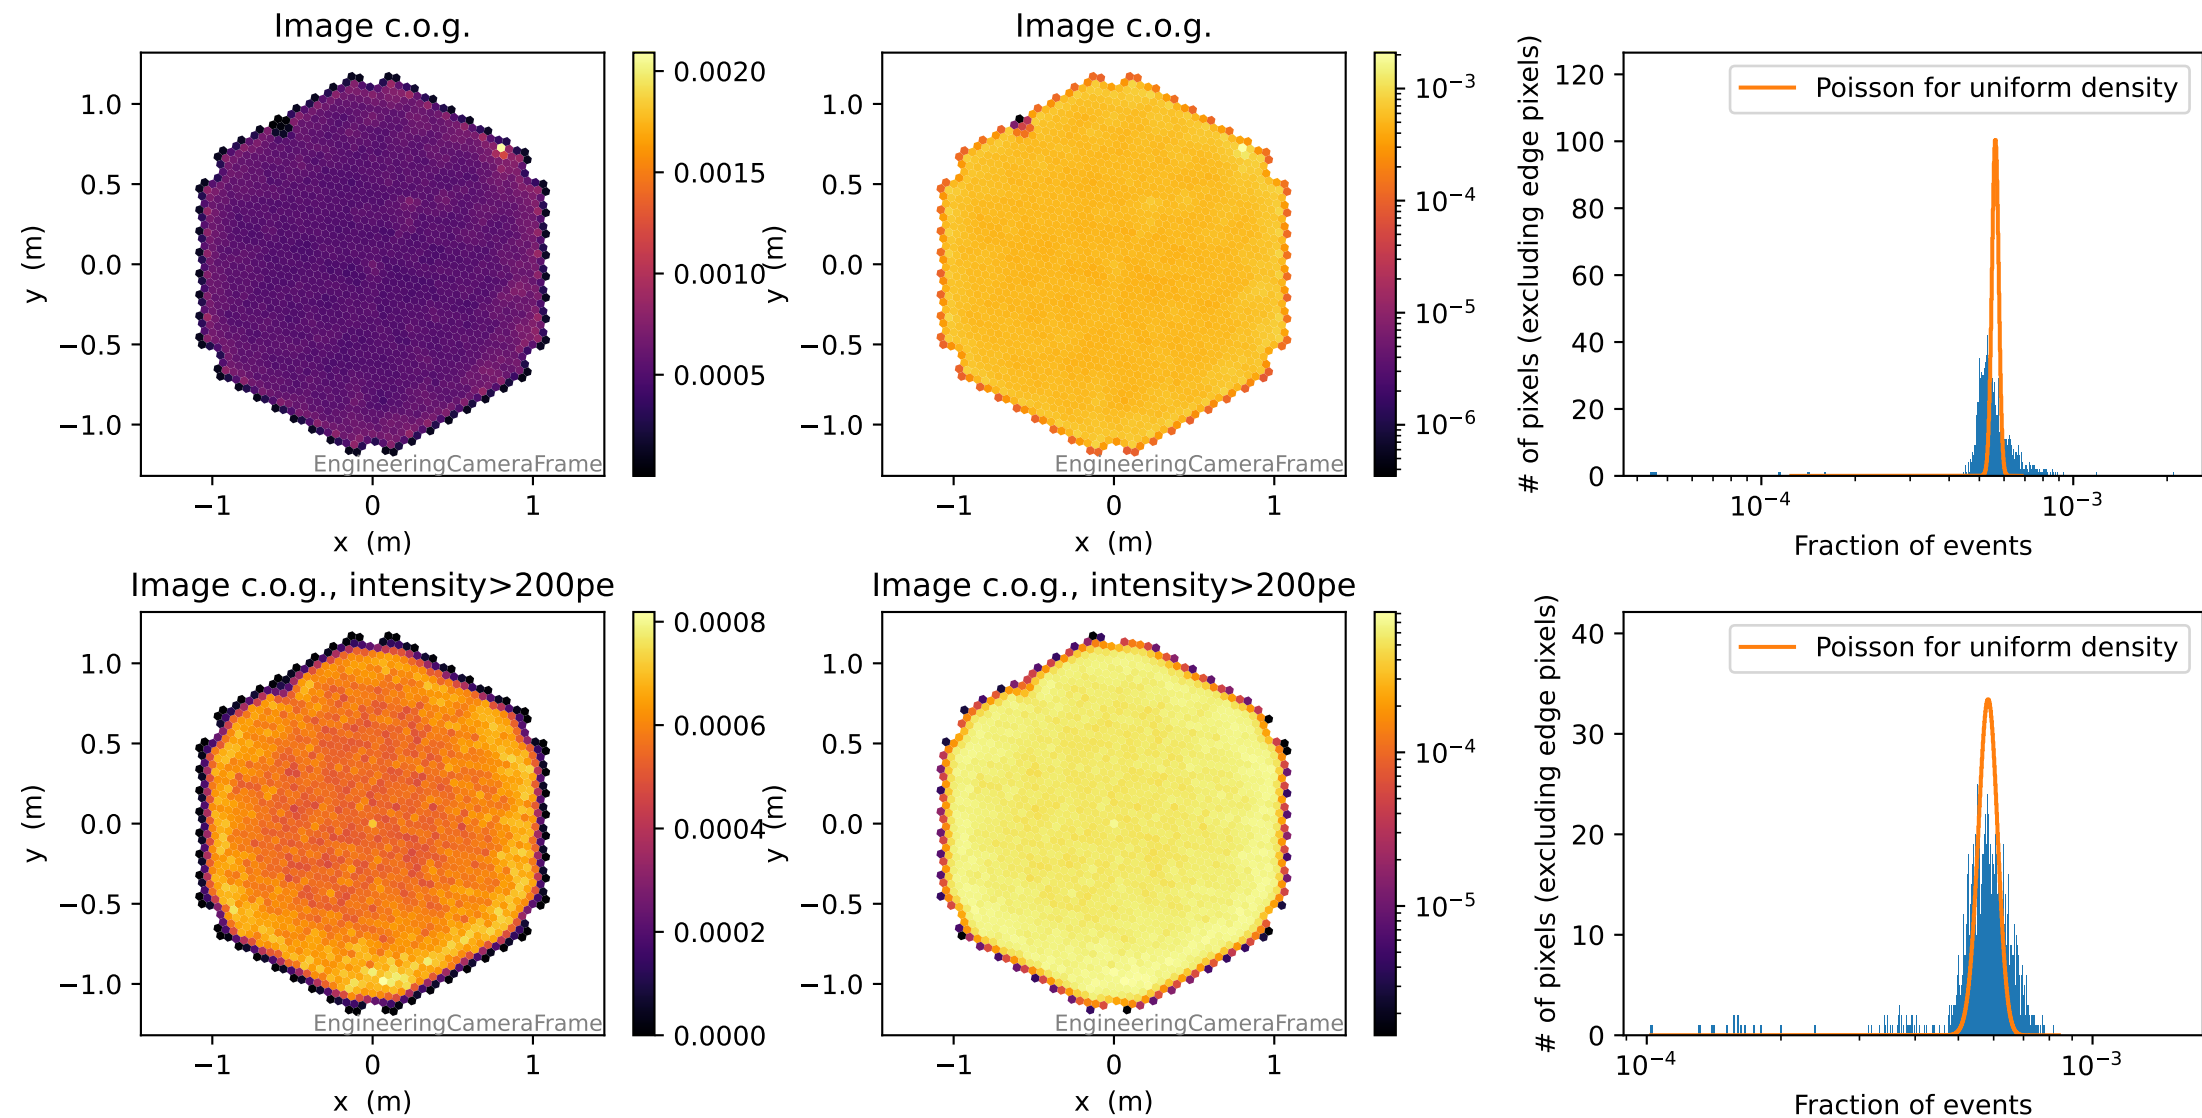 Image c.o.g.
1.0
0.5
0.0
−0.5
−1.0
y (m)
−1
0
1
x (m)
EngineeringCameraFrame
0.0020
0.0015
0.0010
0.0005
Image c.o.g.
1.0
0.5
0.0
−0.5
−1.0
y (m)
−1
0
1
x (m)
EngineeringCameraFrame
10⁻³
10⁻⁴
10⁻⁵
10⁻⁶
# of pixels (excluding edge pixels)
120
100
80
60
40
20
0
Poisson for uniform density
10⁻⁴
10⁻³
Fraction of events
Image c.o.g., intensity>200pe
1.0
0.5
0.0
−0.5
−1.0
y (m)
−1
0
1
x (m)
EngineeringCameraFrame
0.0008
0.0006
0.0004
0.0002
0.0000
Image c.o.g., intensity>200pe
1.0
0.5
0.0
−0.5
−1.0
y (m)
−1
0
1
x (m)
EngineeringCameraFrame
10⁻⁴
10⁻⁵
# of pixels (excluding edge pixels)
40
30
20
10
0
Poisson for uniform density
10⁻⁴
10⁻³
Fraction of events